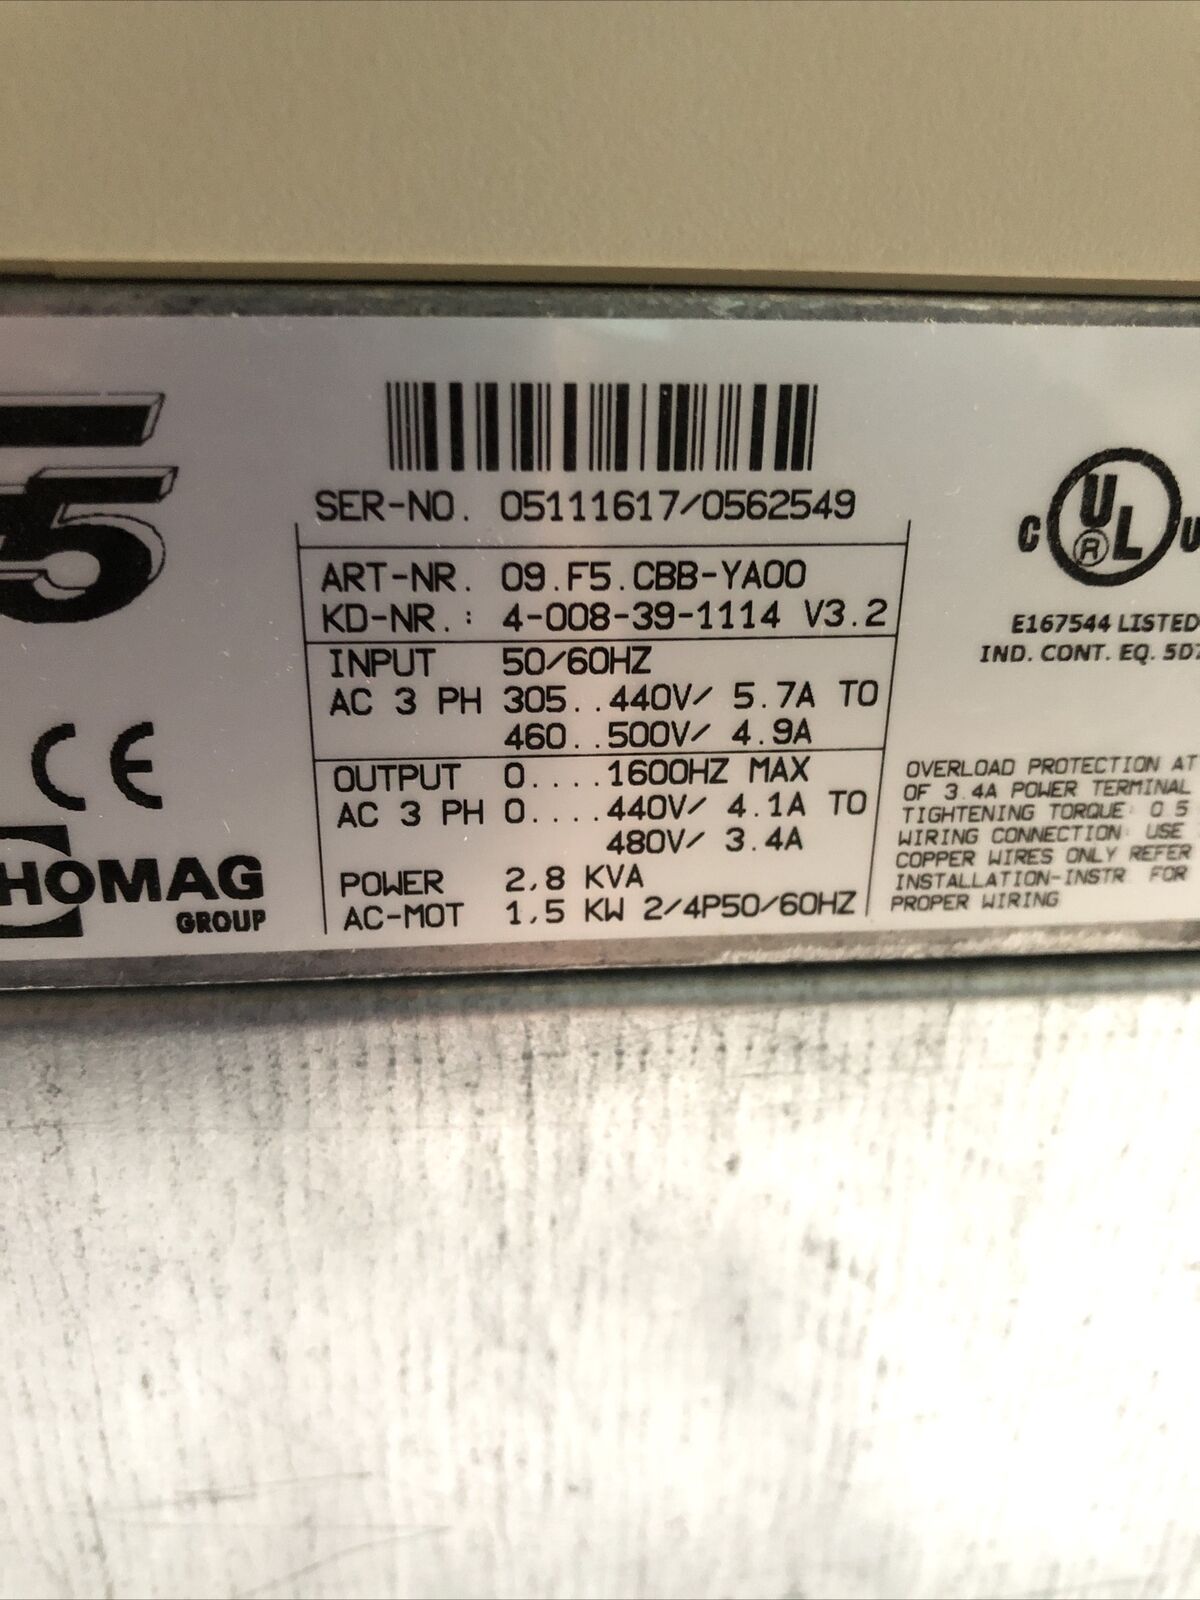 F5
SER-NO. 05111617/0562549
ART-NR. 09.F5.CBB-YA00
KD-NR.: 4-008-39-1114 V3.2
INPUT 50/60HZ
AC 3 PH 305..440V/ 5.7A TO
460..500V/ 4.9A
OUTPUT 0....1600HZ MAX
AC 3 PH 0....440V/ 4.1A TO
480V/ 3.4A
POWER 2,8 KVA
AC-MOT 1,5 KW 2/4P50/60HZ
CE
HOMAG
GROUP
C UL U
®
E167544 LISTED
IND. CONT. EQ. 5D7
OVERLOAD PROTECTION AT
OF 3.4A POWER TERMINAL
TIGHTENING TORQUE: 0.5
WIRING CONNECTION: USE
COPPER WIRES ONLY REFER
INSTALLATION-INSTR. FOR
PROPER WIRING